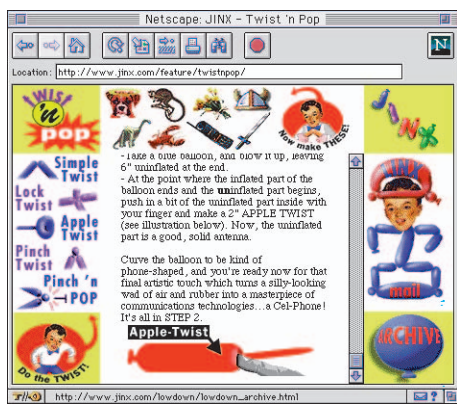 Netscape: JINX - Twist 'n Pop
N
Location: http://www.jinx.com/feature/twistnpop/
TWIST
'n
pop
Simple
Twist
Lock
Twist
Apple
Twist
Pinch
Twist
Pinch 'n
POP
Do the TWIST!
Now make THESE!
- Take a blue balloon, and blow it up, leaving
6" uninflated at the end.
- At the point where the inflated part of the
balloon ends and the uninflated part begins,
push in a bit of the uninflated part inside with
your finger and make a 2" APPLE TWIST
(see illustration below). Now, the uninflated
part is a good, solid antenna.
Curve the balloon to be kind of
phone-shaped, and you're ready now for that
final artistic touch which turns a silly-looking
wad of air and rubber into a masterpiece of
communications technologies...a Cel-Phone!
It's all in STEP 2.
Apple-Twist
JINX
JINX
mail
ARCHIVE
http://www.jinx.com/lowdown/lowdown_archive.html
?